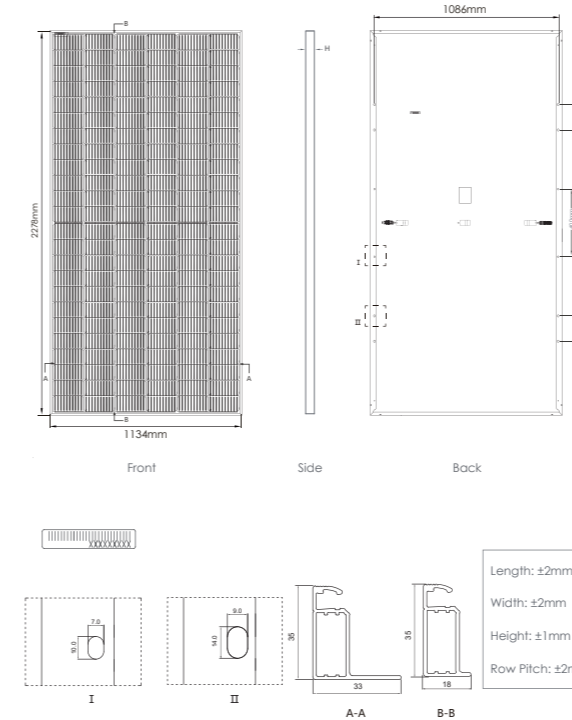 1086mm
B
H
2278mm
I
II
A
A
B
1134mm
Front
Side
Back
Length: ±2mm
Width: ±2mm
Height: ±1mm
7.0
10.0
I
9.0
14.0
II
35
33
A-A
35
18
B-B